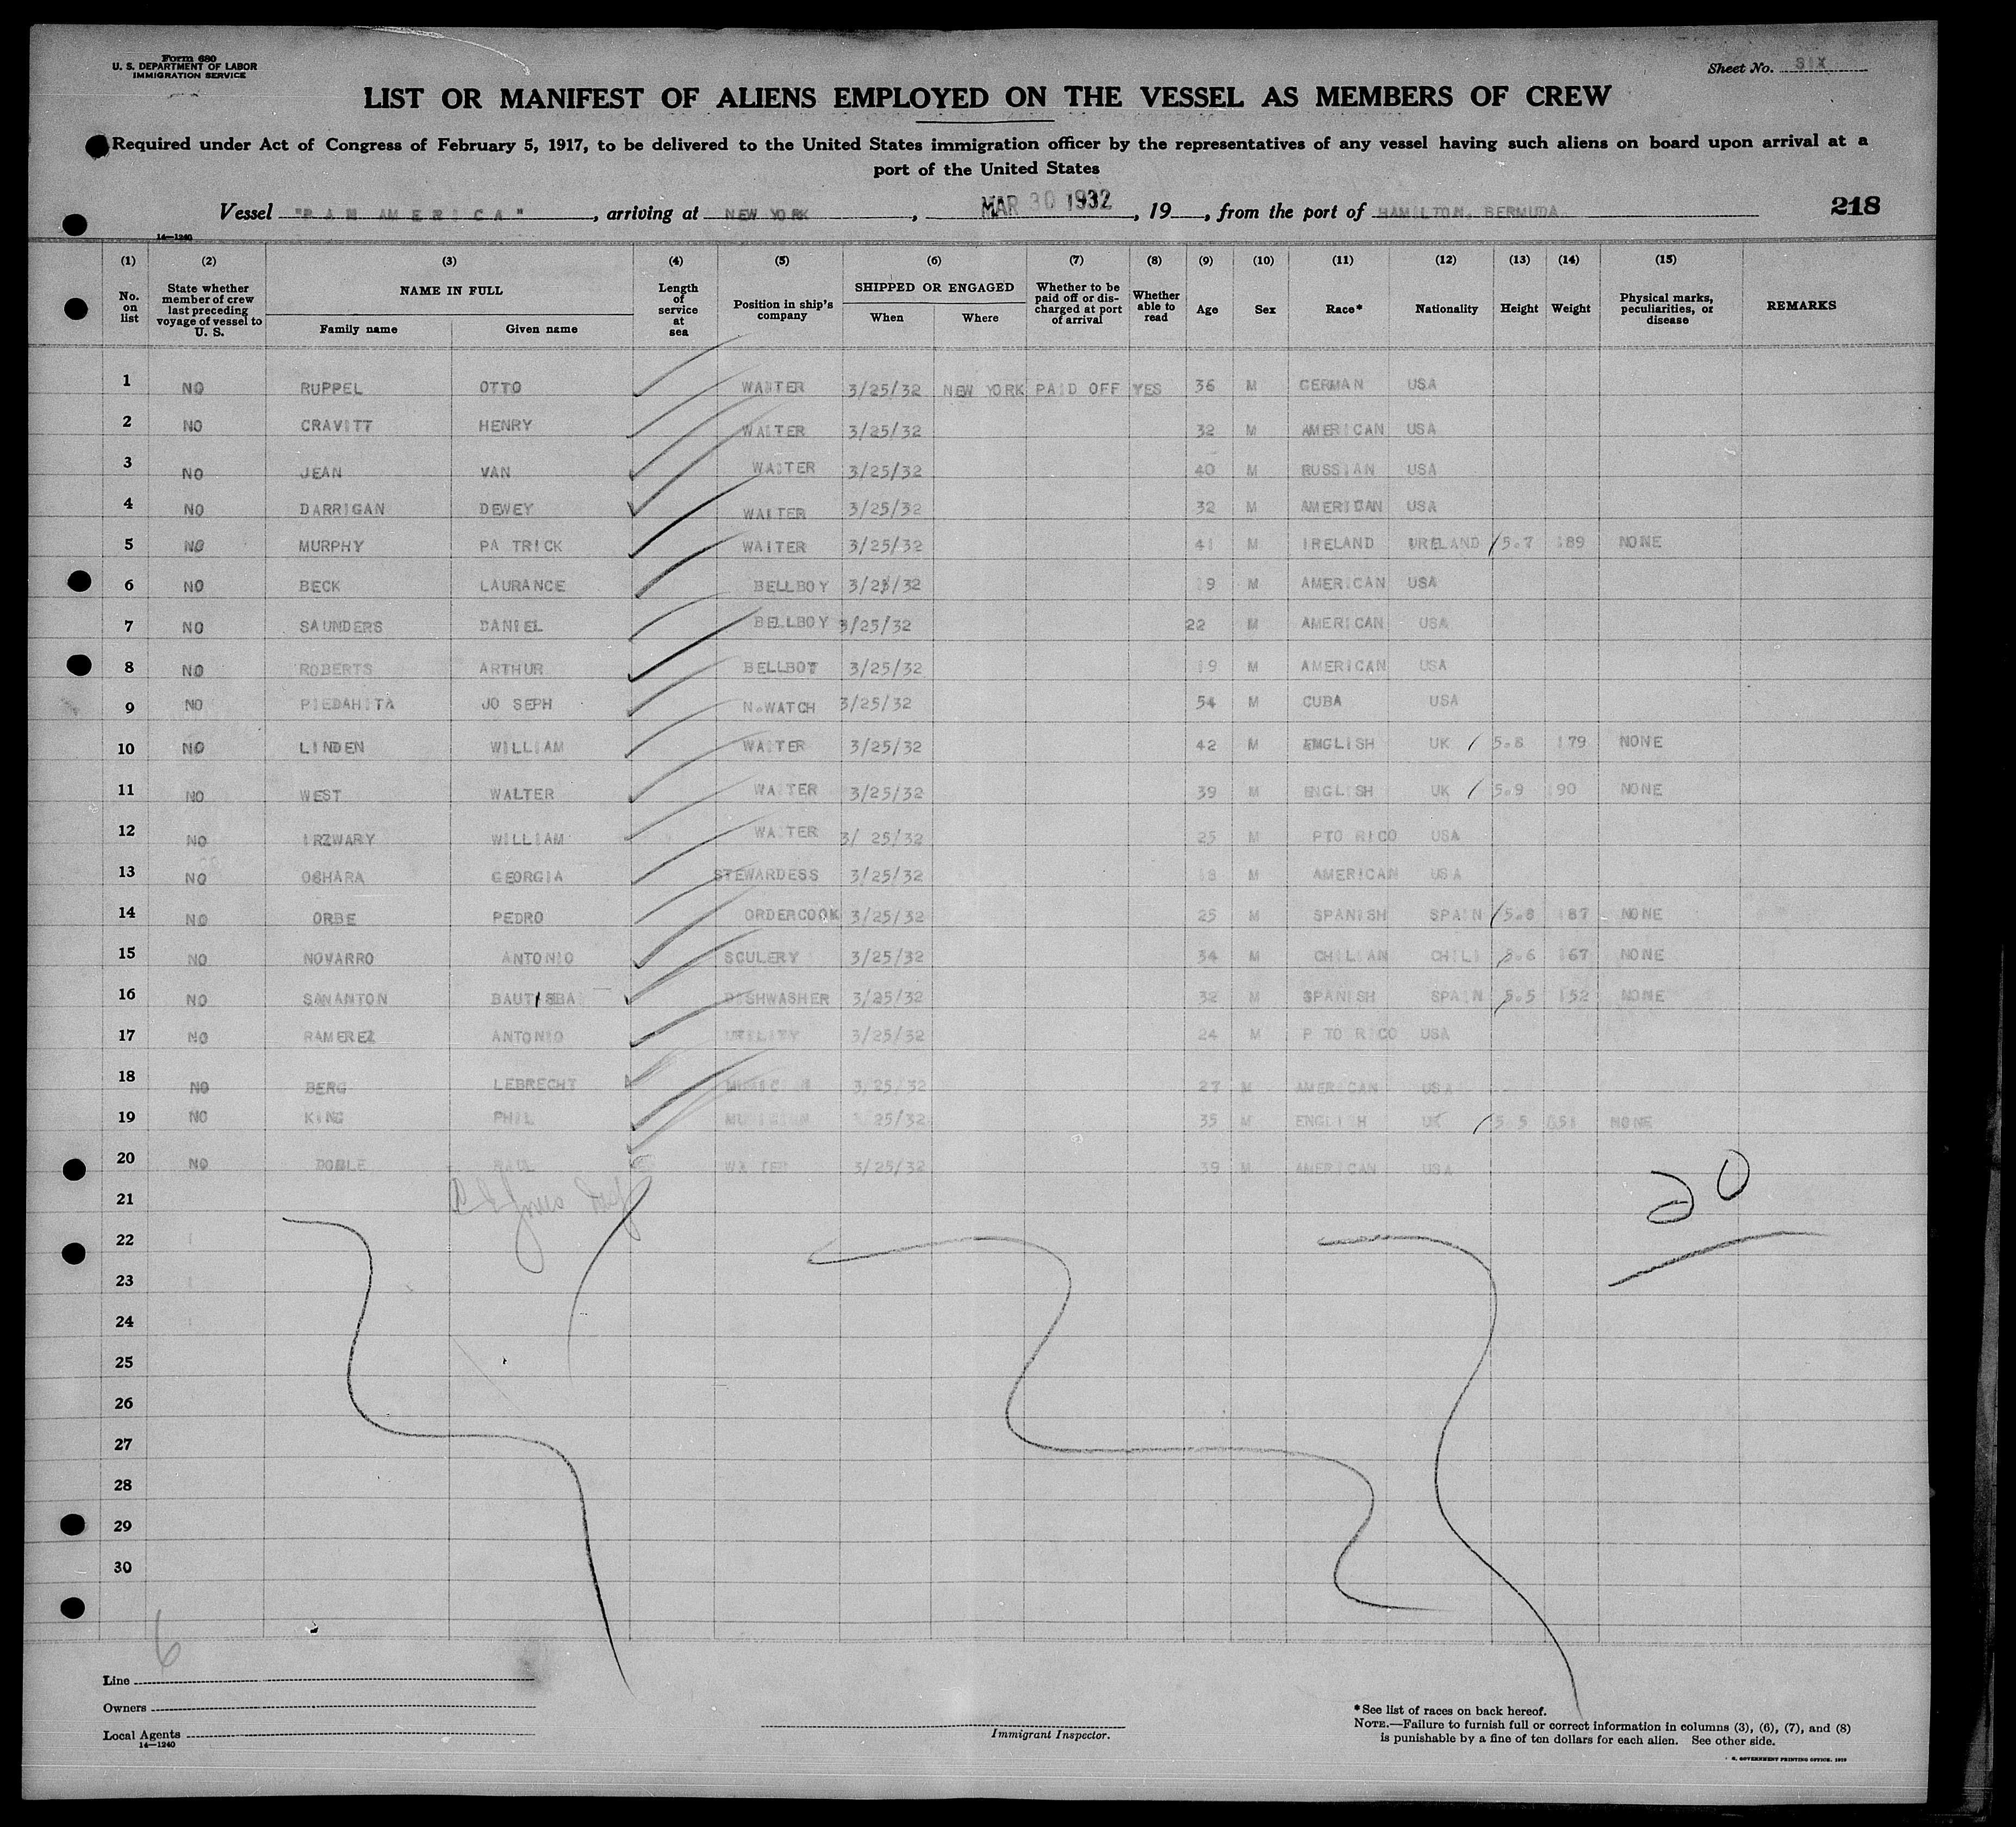 Form 680
U. S. DEPARTMENT OF LABOR
IMMIGRATION SERVICE
Sheet No. SIX
LIST OR MANIFEST OF ALIENS EMPLOYED ON THE VESSEL AS MEMBERS OF CREW
Required under Act of Congress of February 5, 1917, to be delivered to the United States immigration officer by the representatives of any vessel having such aliens on board upon arrival at a
port of the United States
Vessel "PAN AMERICA", arriving at NEW YORK, MAR 30 1932, 19, from the port of HAMILTON, BERMUDA 218
14—1240
(1) (2) (3) (4) (5) (6) (7) (8) (9) (10) (11) (12) (13) (14) (15)
No. on list State whether member of crew last preceding voyage of vessel to U. S. NAME IN FULL Family name Given name Length of service at sea Position in ship's company SHIPPED OR ENGAGED When Where Whether to be paid off or discharged at port of arrival Whether able to read Age Sex Race* Nationality Height Weight Physical marks, peculiarities, or disease REMARKS
1 NO RUPPEL OTTO WAITER 3/25/32 NEW YORK PAID OFF YES 36 M GERMAN USA
2 NO CRAVITT HENRY WAITER 3/25/32 32 M AMERICAN USA
3 NO JEAN VAN WAITER 3/25/32 40 M RUSSIAN USA
4 NO DARRIGAN DEWEY WAITER 3/25/32 32 M AMERICAN USA
5 NO MURPHY PA TRICK WAITER 3/25/32 41 M IRELAND IRELAND 5.7 189 NONE
6 NO BECK LAURANCE BELLBOY 3/25/32 19 M AMERICAN USA
7 NO SAUNDERS DANIEL BELLBOY 3/25/32 22 M AMERICAN USA
8 NO ROBERTS ARTHUR BELLBOY 3/25/32 19 M AMERICAN USA
9 NO PIEDAHITA JO SEPH N.WATCH 3/25/32 54 M CUBA USA
10 NO LINDEN WILLIAM WAITER 3/25/32 42 M ENGLISH UK 5.8 179 NONE
11 NO WEST WALTER WAITER 3/25/32 39 M ENGLISH UK 5.9 190 NONE
12 NO IRZWARY WILLIAM WAITER 3/ 25/32 25 M PTO RICO USA
13 NO OSHARA GEORGIA STEWARDESS 3/25/32 18 M AMERICAN USA
14 NO ORBE PEDRO ORDERCOOK 3/25/32 25 M SPANISH SPAIN 5.8 187 NONE
15 NO NOVARRO ANTONIO SCULERY 3/25/32 34 M CHILIAN CHILI 5.6 167 NONE
16 NO SANANTON DISHWASHER 3/25/32 32 M SPANISH SPAIN 5.5 152 NONE
17 NO RAMEREZ ANTONIO UTILITY 3/25/32 24 M P TO RICO USA
18 NO BERG LEBRECHT MUSICIAN 3/25/32 27 M AMERICAN USA
19 NO KING PHIL MUSICIAN 3/25/32 35 M ENGLISH UK 5 5 151 NONE
20 NO DOBLE WAITER 3/25/32 39 M AMERICAN USA
21
20
22
23
24
25
26
27
28
29
30
6
Line
Owners
Local Agents
14—1240
Immigrant Inspector.
*See list of races on back hereof.
NOTE.—Failure to furnish full or correct information in columns (3), (6), (7), and (8)
is punishable by a fine of ten dollars for each alien. See other side.